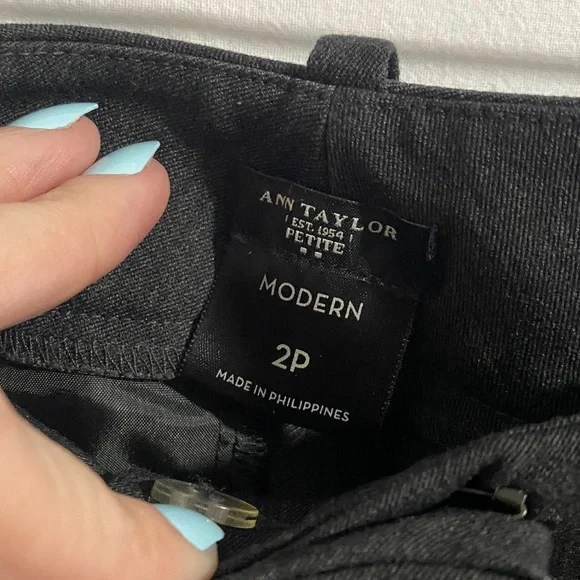 ANN TAYLOR
EST. 1954
PETITE
MODERN
2P
MADE IN PHILIPPINES